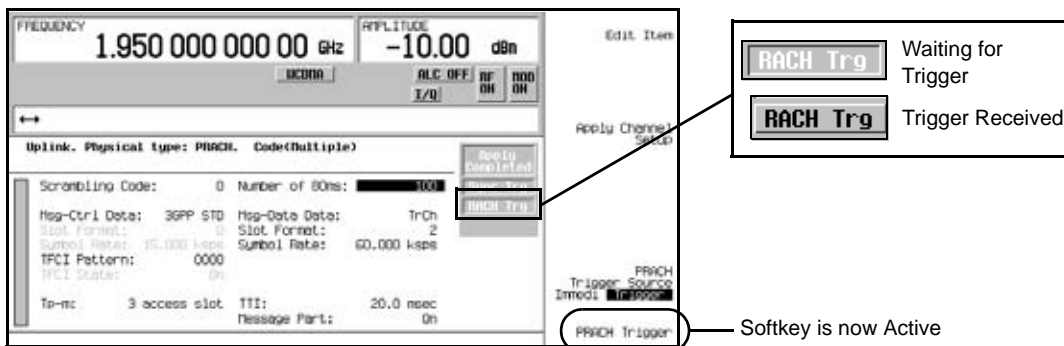 FREQUENCY
1.950 000 000 00 GHz
AMPLITUDE
-10.00 dBm
WCDMA
ALC OFF
I/Q
RF ON
MOD ON
Uplink. Physical type: PRACH. Code(Multiple)
Apply Completed
Sync Trg
RACH Trg
Scrambling Code: 0 Number of 80ms: 100
Msg-Ctrl Data: 3GPP STD Msg-Data Data: TrCh
Slot Format: 0 Slot Format: 2
Symbol Rate: 15.000 ksps Symbol Rate: 60.000 ksps
TFCI Pattern: 0000
TFCI State: On
Tp-m: 3 access slot TTI: 20.0 msec
Message Part: On
Edit Item
Apply Channel
Setup
PRACH
Trigger Source
Immedi Trigger
PRACH Trigger
RACH Trg
Waiting for
Trigger
RACH Trg
Trigger Received
Softkey is now Active